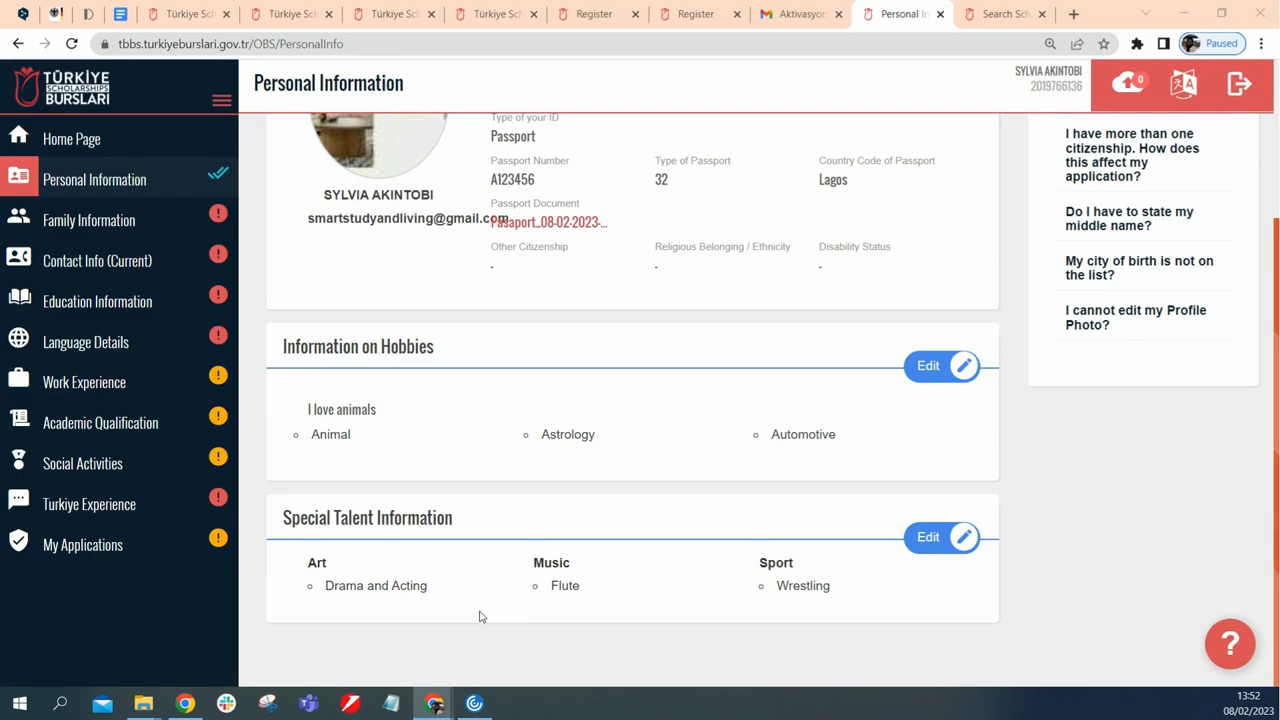 Türkiye Sc
Türkiye Sch
Türkiye Sch
Türkiye Sch
Register
Register
Aktivasyon
Personal In
Search Sch
tbbs.turkiyeburslari.gov.tr/OBS/PersonalInfo
Paused
TÜRKİYE
SCHOLARSHIPS
BURSLARI
Personal Information
SYLVIA AKINTOBI
2019766136
0
Home Page
Personal Information
Family Information
Contact Info (Current)
Education Information
Language Details
Work Experience
Academic Qualification
Social Activities
Turkiye Experience
My Applications
SYLVIA AKINTOBI
smartstudyandliving@gmail.com
Type of your ID
Passport
Passport Number
Type of Passport
Country Code of Passport
A123456
32
Lagos
Passport Document
Pasaport_08-02-2023-...
Other Citizenship
Religious Belonging / Ethnicity
Disability Status
-
-
-
Information on Hobbies
Edit
I love animals
Animal
Astrology
Automotive
Special Talent Information
Edit
Art
Music
Sport
Drama and Acting
Flute
Wrestling
I have more than one
citizenship. How does
this affect my
application?
Do I have to state my
middle name?
My city of birth is not on
the list?
I cannot edit my Profile
Photo?
?
13:52
08/02/2023